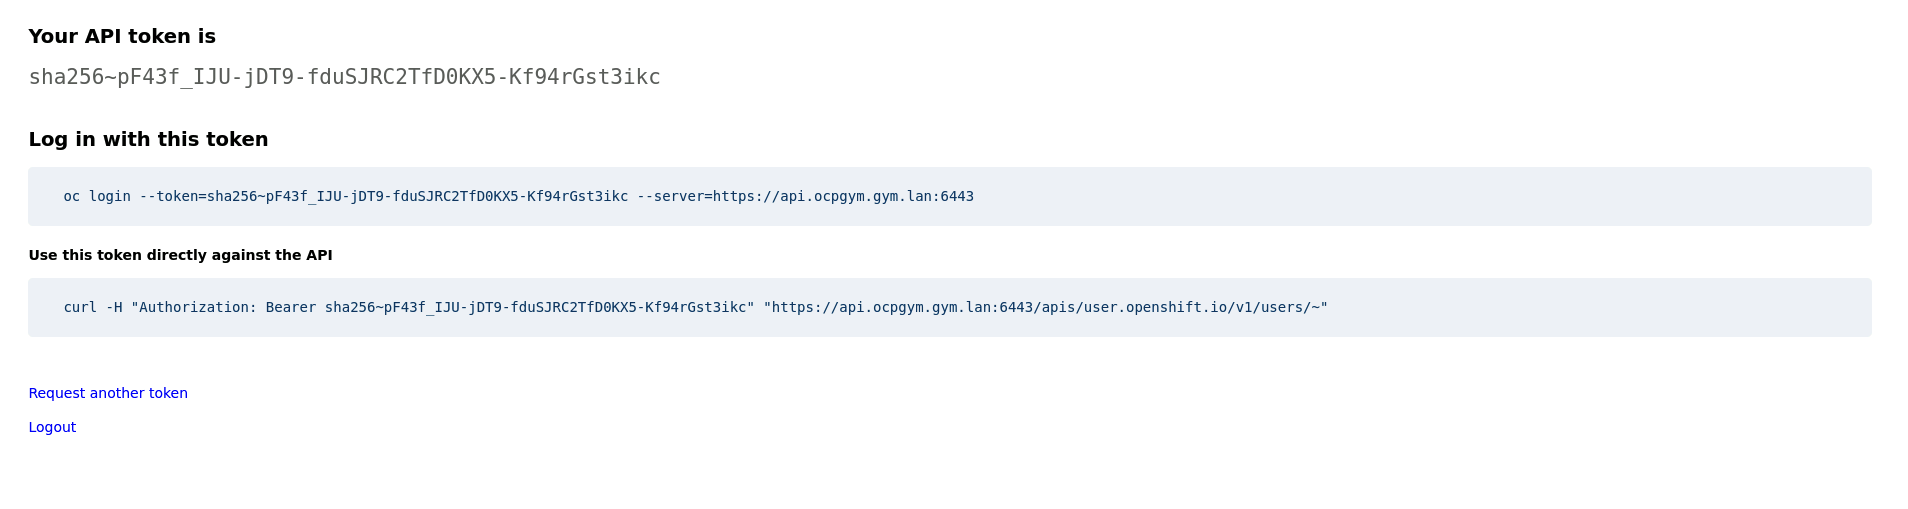 Your API token is
sha256~pF43f_IJU-jDT9-fduSJRC2TfD0KX5-Kf94rGst3ikc
Log in with this token
oc login --token=sha256~pF43f_IJU-jDT9-fduSJRC2TfD0KX5-Kf94rGst3ikc --server=https://api.ocpgym.gym.lan:6443
Use this token directly against the API
curl -H "Authorization: Bearer sha256~pF43f_IJU-jDT9-fduSJRC2TfD0KX5-Kf94rGst3ikc" "https://api.ocpgym.gym.lan:6443/apis/user.openshift.io/v1/users/~"
Request another token
Logout